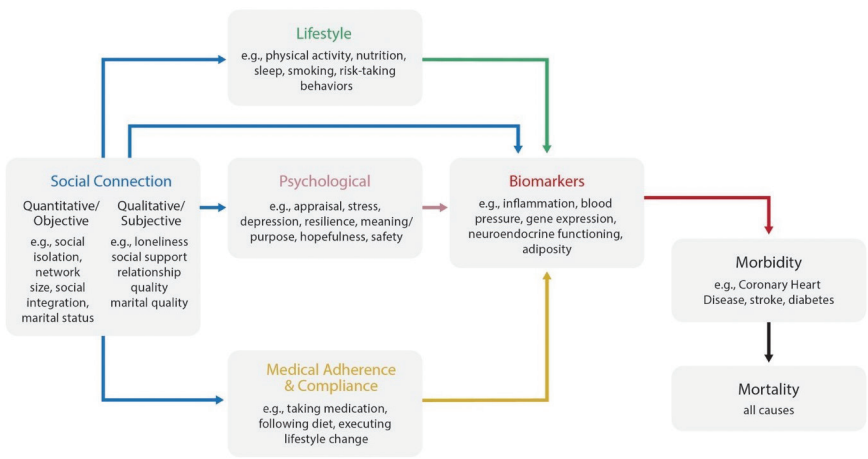 Lifestyle
e.g., physical activity, nutrition,
sleep, smoking, risk-taking
behaviors
Social Connection
Quantitative/
Objective
e.g., social
isolation,
network
size, social
integration,
marital status
Qualitative/
Subjective
e.g., loneliness
social support
relationship
quality
marital quality
Psychological
e.g., appraisal, stress,
depression, resilience, meaning/
purpose, hopefulness, safety
Biomarkers
e.g., inflammation, blood
pressure, gene expression,
neuroendocrine functioning,
adiposity
Medical Adherence
& Compliance
e.g., taking medication,
following diet, executing
lifestyle change
Morbidity
e.g., Coronary Heart
Disease, stroke, diabetes
Mortality
all causes